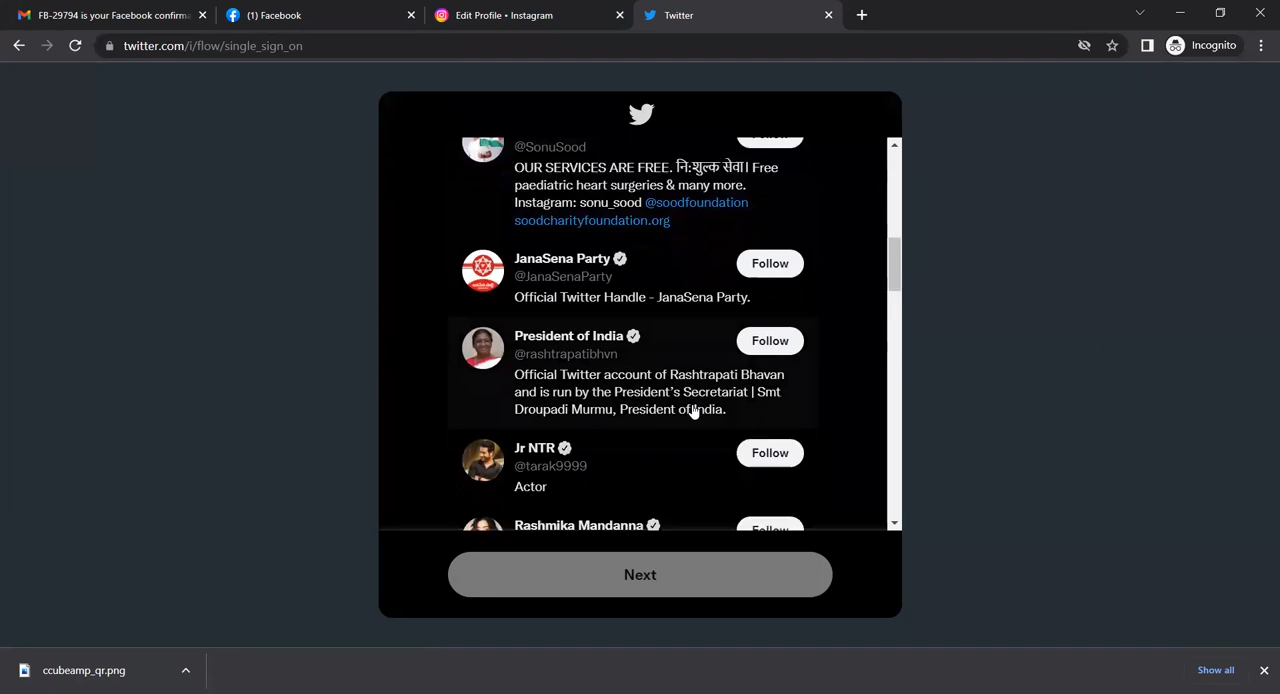 FB-29794 is your Facebook confirma
(1) Facebook
Edit Profile • Instagram
Twitter
twitter.com/i/flow/single_sign_on
Incognito
@SonuSood
OUR SERVICES ARE FREE. नि:शुल्क सेवा। Free
paediatric heart surgeries & many more.
Instagram: sonu_sood @soodfoundation
soodcharityfoundation.org
JanaSena Party
Follow
@JanaSenaParty
Official Twitter Handle - JanaSena Party.
President of India
Follow
@rashtrapatibhvn
Official Twitter account of Rashtrapati Bhavan
and is run by the President's Secretariat | Smt
Droupadi Murmu, President of India.
Jr NTR
Follow
@tarak9999
Actor
Rashmika Mandanna
Follow
Next
ccubeamp_qr.png
Show all